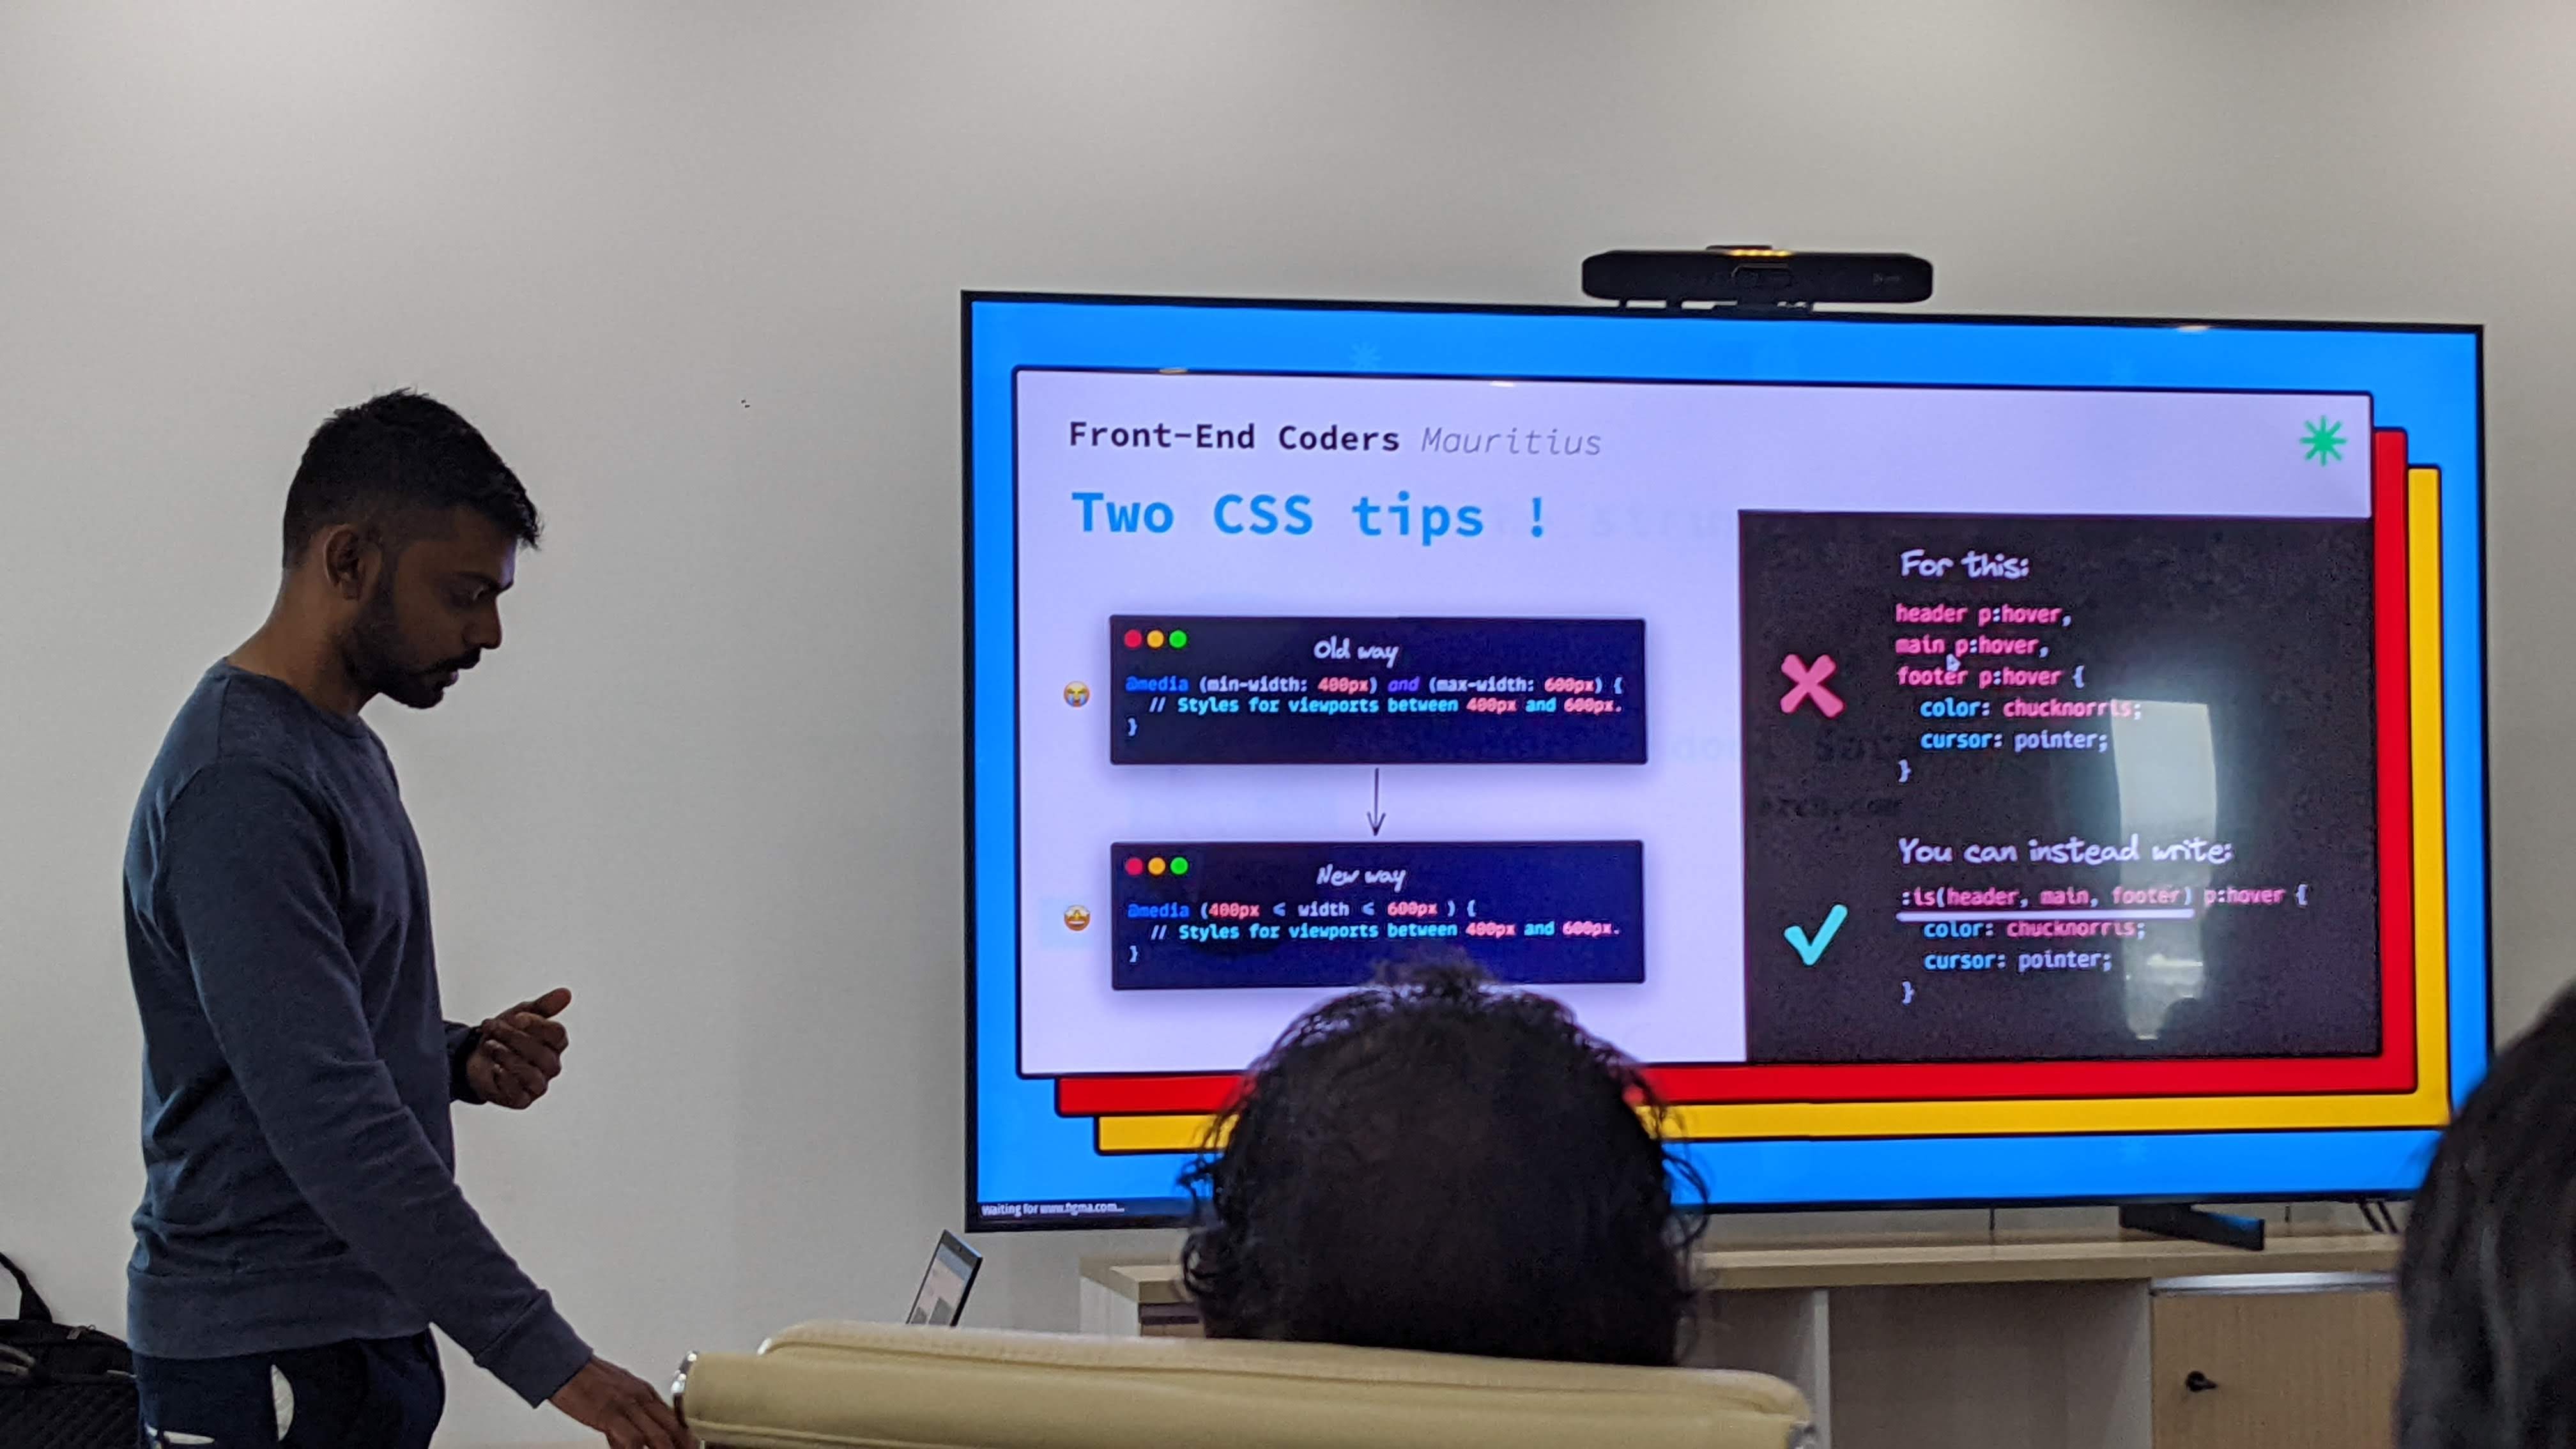 Front-End Coders Mauritius
Two CSS tips !
Old way
@media (min-width: 400px) and (max-width: 600px) {
// Styles for viewports between 400px and 600px.
}
New way
@media (400px ⩽ width ⩽ 600px ) {
// Styles for viewports between 400px and 600px.
}
For this:
header p:hover,
main p:hover,
footer p:hover {
color: chucknorris;
cursor: pointer;
}
You can instead write:
:is(header, main, footer) p:hover {
color: chucknorris;
cursor: pointer;
}
Waiting for www.figma.com...